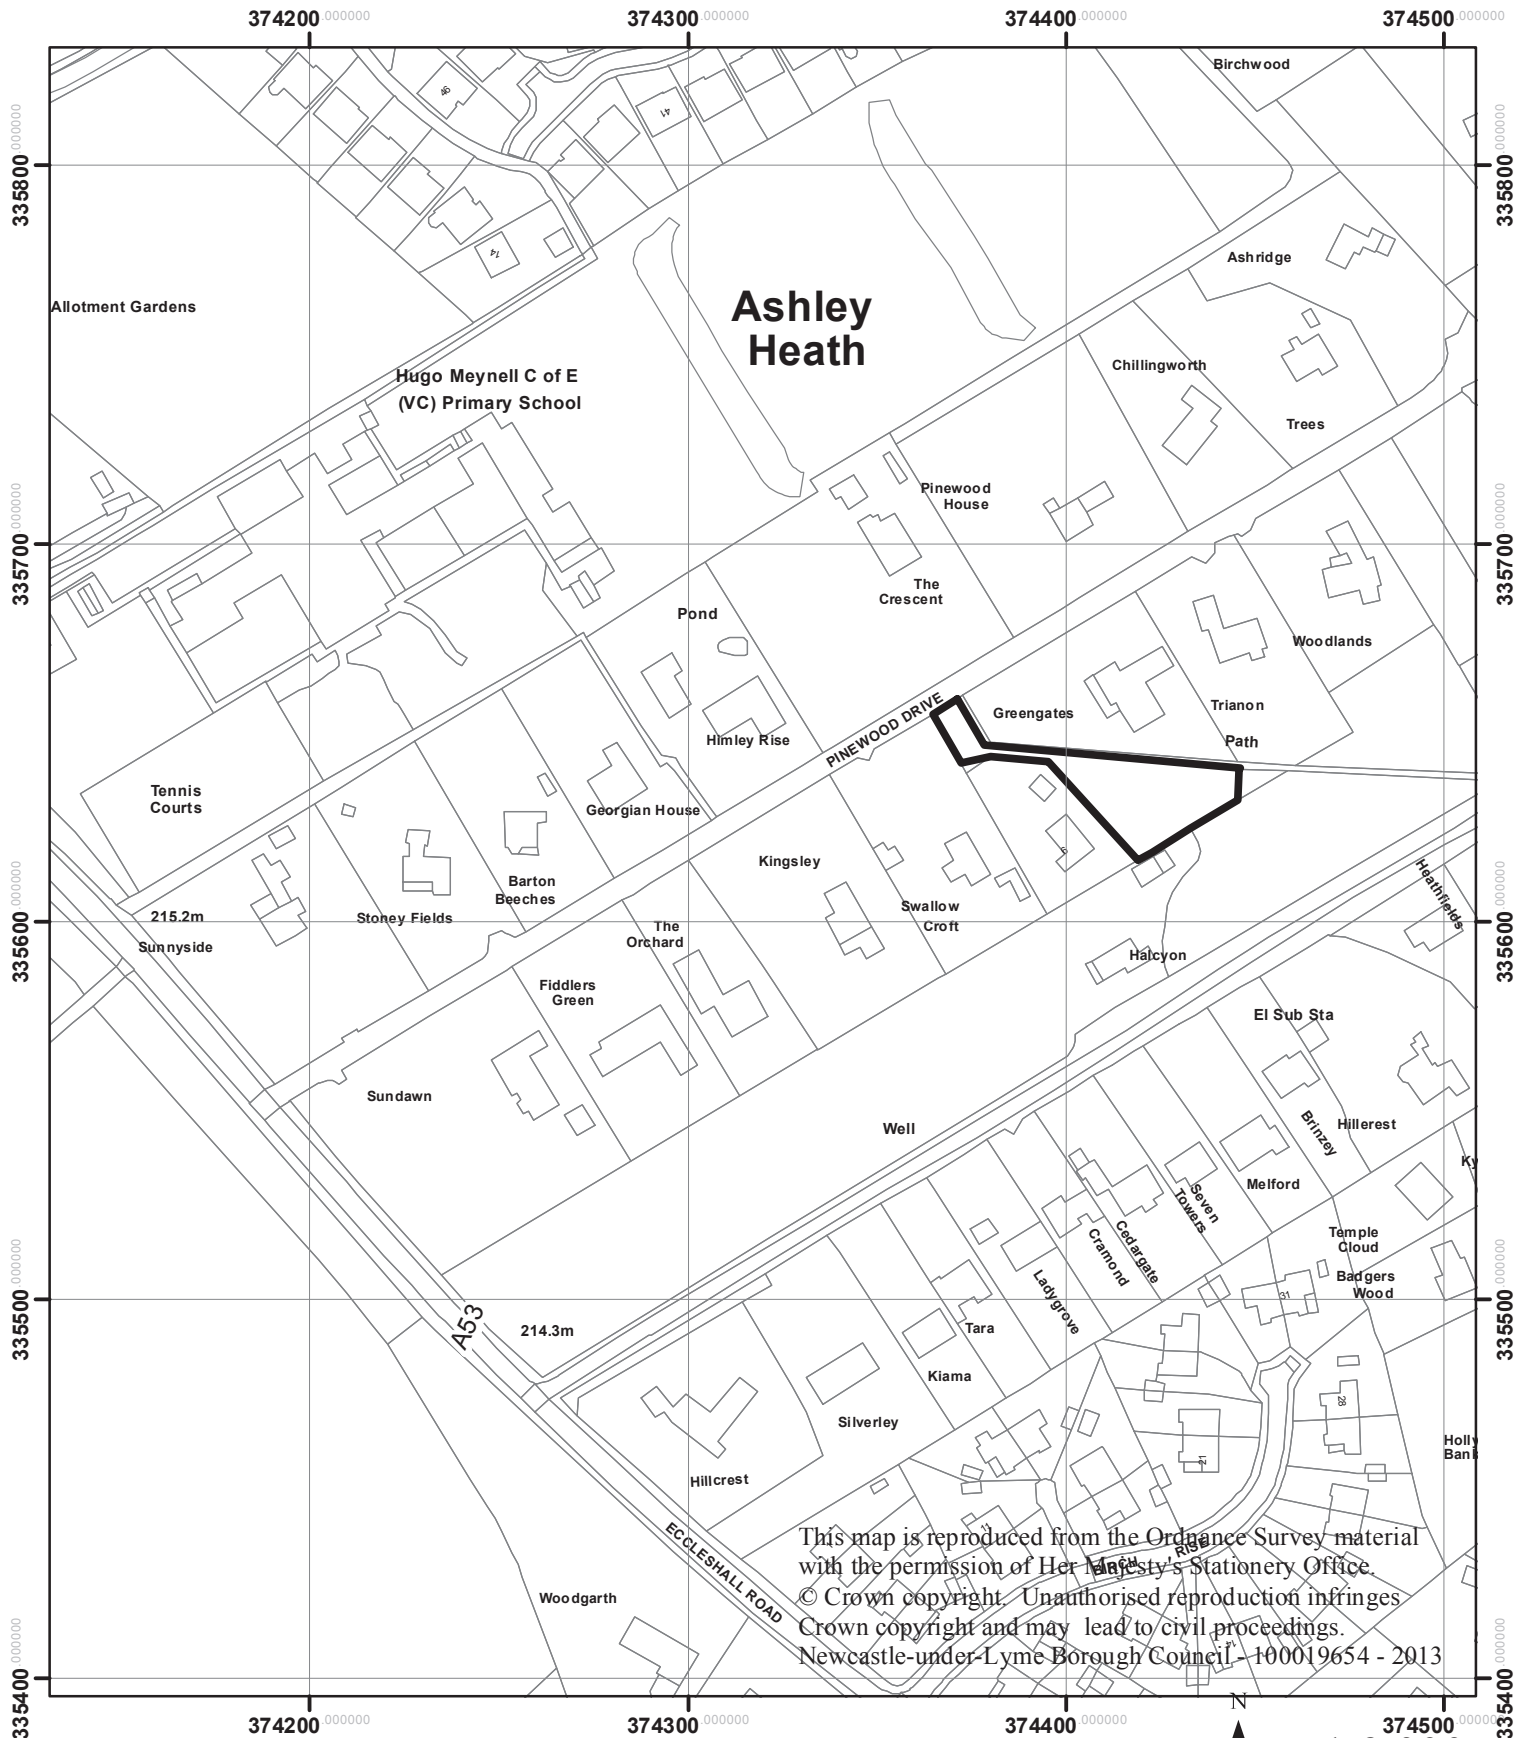 374200.000000 374300.000000 374400.000000 374500.000000
335800.000000
335800.000000
335700.000000
335700.000000
335600.000000
335600.000000
335500.000000
335500.000000
335400.000000
335400.000000
Birchwood
46
41
74
Ashridge
Allotment Gardens
Ashley
Heath
Hugo Meynell C of E
(VC) Primary School
Chillingworth
Trees
Pinewood
House
The
Crescent
Pond
Woodlands
Trianon
Greengates
PINEWOOD DRIVE
Himley Rise
Path
Tennis
Courts
Georgian House
Kingsley
Barton
Beeches
Stoney Fields
215.2m
Sunnyside
The
Orchard
Swallow
Croft
Heathfields
Halcyon
Fiddlers
Green
El Sub Sta
Sundawn
Well
Brinzey
Hillerest
Ky
Melford
Seven
Towers
Temple
Cloud
Cedargate
Cramond
Badgers
Wood
Ladygrove
31
A53
214.3m
Tara
Kiama
28
Silverley
21
Holly
Bank
Hillcrest
ECCLESHALL ROAD
11
BIRCH RISE
Woodgarth
This map is reproduced from the Ordnance Survey material
with the permission of Her Majesty's Stationery Office.
© Crown copyright. Unauthorised reproduction infringes
Crown copyright and may lead to civil proceedings.
Newcastle-under-Lyme Borough Council - 100019654 - 2013
374200.000000 374300.000000 374400.000000 374500.000000
N